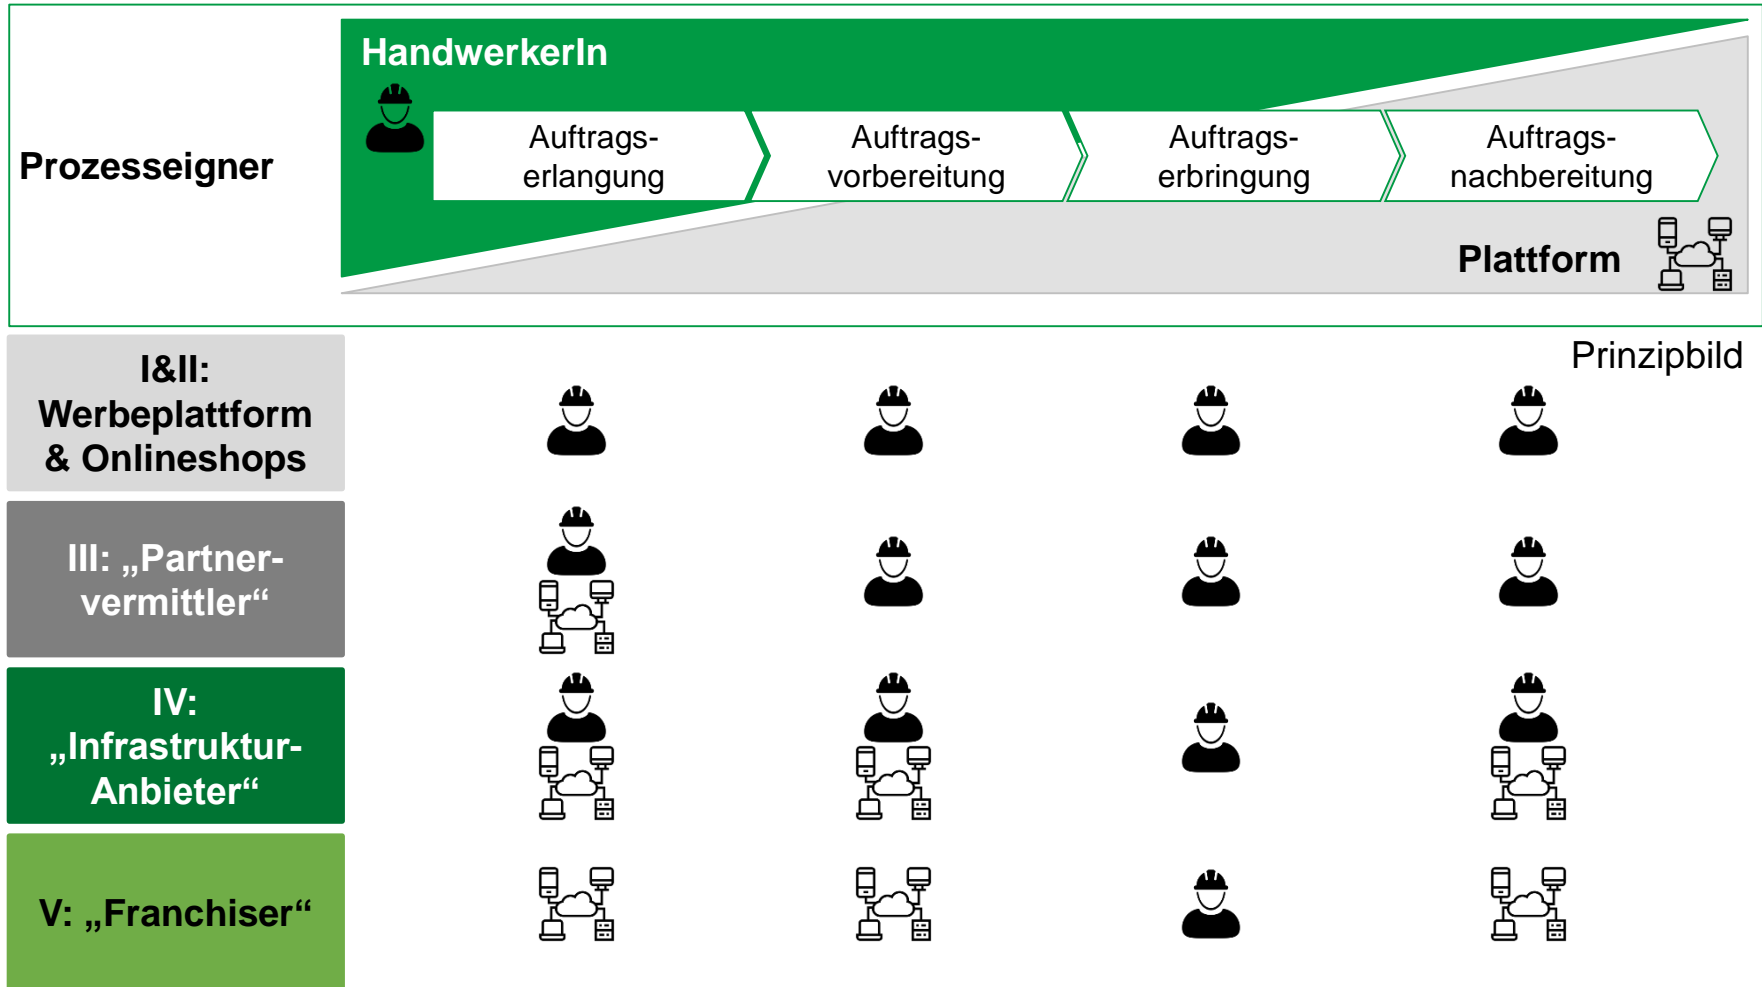 HandwerkerIn
Prozesseigner
Auftrags-
erlangung
Auftrags-
vorbereitung
Auftrags-
erbringung
Auftrags-
nachbereitung
Plattform
Prinzipbild
I&II:
Werbeplattform
& Onlineshops
III: „Partner-
vermittler“
IV:
„Infrastruktur-
Anbieter“
V: „Franchiser“